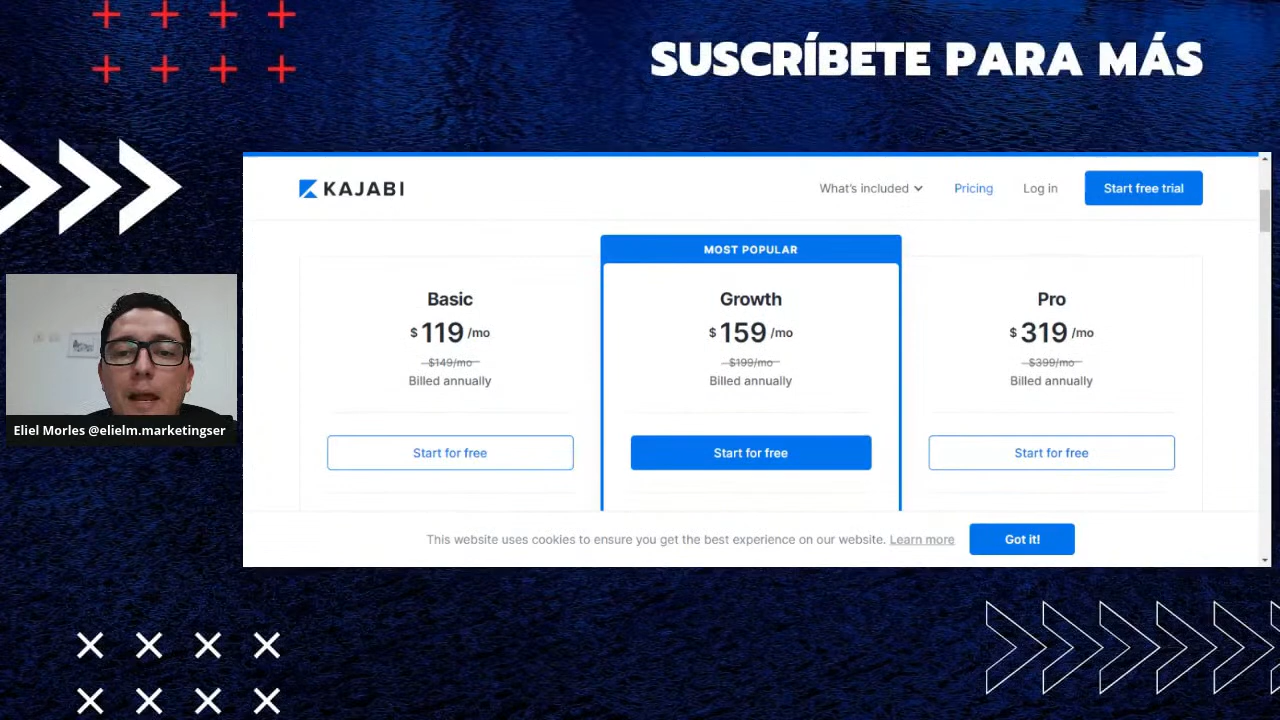 SUSCRÍBETE PARA MÁS
KAJABI
What's included
Pricing
Log in
Start free trial
MOST POPULAR
Basic
$119 /mo
$149/mo
Billed annually
Start for free
Growth
$159 /mo
$199/mo
Billed annually
Start for free
Pro
$319 /mo
$399/mo
Billed annually
Start for free
This website uses cookies to ensure you get the best experience on our website. Learn more
Got it!
Eliel Morles @elielm.marketingser